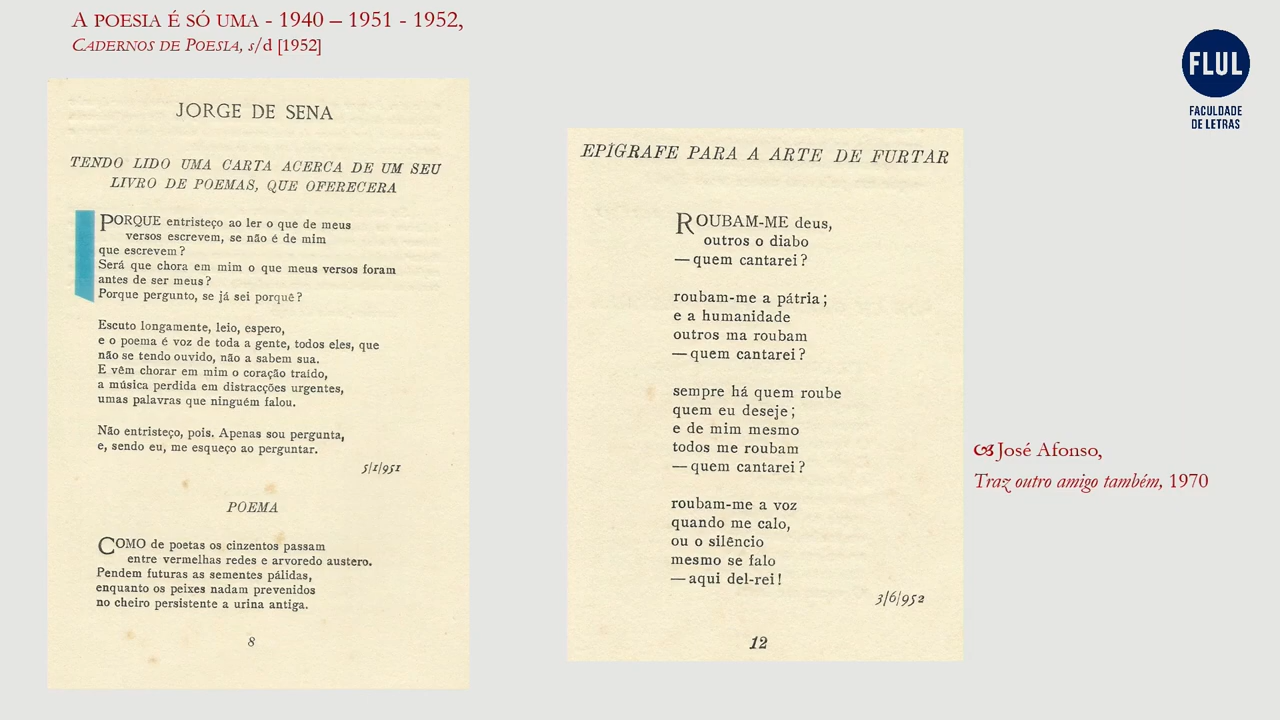 A POESIA É SÓ UMA - 1940 – 1951 - 1952,
CADERNOS DE POESIA, s/d [1952]
FLUL
FACULDADE
DE LETRAS
JORGE DE SENA
TENDO LIDO UMA CARTA ACERCA DE UM SEU
LIVRO DE POEMAS, QUE OFERECERA
PORQUE entristeço ao ler o que de meus
versos escrevem, se não é de mim
que escrevem?
Será que chora em mim o que meus versos foram
antes de ser meus?
Porque pergunto, se já sei porquê?
Escuto longamente, leio, espero,
e o poema é voz de toda a gente, todos eles, que
não se tendo ouvido, não a sabem sua.
E vêm chorar em mim o coração traído,
a música perdida em distracções urgentes,
umas palavras que ninguém falou.
Não entristeço, pois. Apenas sou pergunta,
e, sendo eu, me esqueço ao perguntar.
5/1/951
POEMA
COMO de poetas os cinzentos passam
entre vermelhas redes e arvoredo austero.
Pendem futuras as sementes pálidas,
enquanto os peixes nadam prevenidos
no cheiro persistente a urina antiga.
8
EPÍGRAFE PARA A ARTE DE FURTAR
ROUBAM-ME deus,
outros o diabo
— quem cantarei?
roubam-me a pátria;
e a humanidade
outros ma roubam
— quem cantarei?
sempre há quem roube
quem eu deseje;
e de mim mesmo
todos me roubam
— quem cantarei?
roubam-me a voz
quando me calo,
ou o silêncio
mesmo se falo
— aqui del-rei!
3/6/952
12
José Afonso,
Traz outro amigo também, 1970